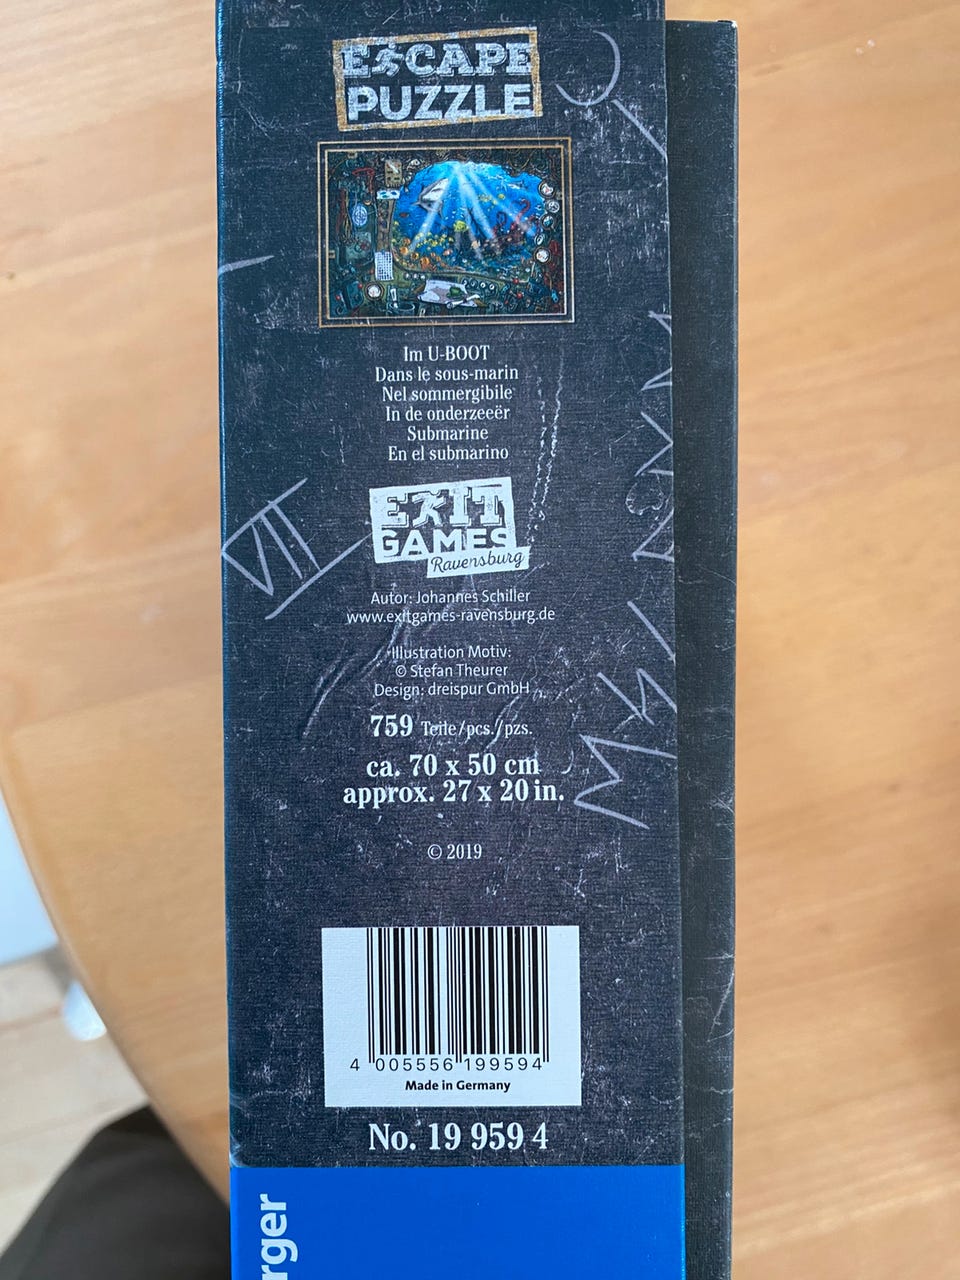 ESCAPE
PUZZLE
Im U-BOOT
Dans le sous-marin
Nel sommergibile
In de onderzeeër
Submarine
En el submarino
EXIT
GAMES
Ravensburg
VII
Autor: Johannes Schiller
www.exitgames-ravensburg.de
Illustration Motiv:
© Stefan Theurer
Design: dreispur GmbH
759 Teile/pcs./pzs.
ca. 70 x 50 cm
approx. 27 x 20 in.
© 2019
4 005556 199594
Made in Germany
No. 19 959 4
rger